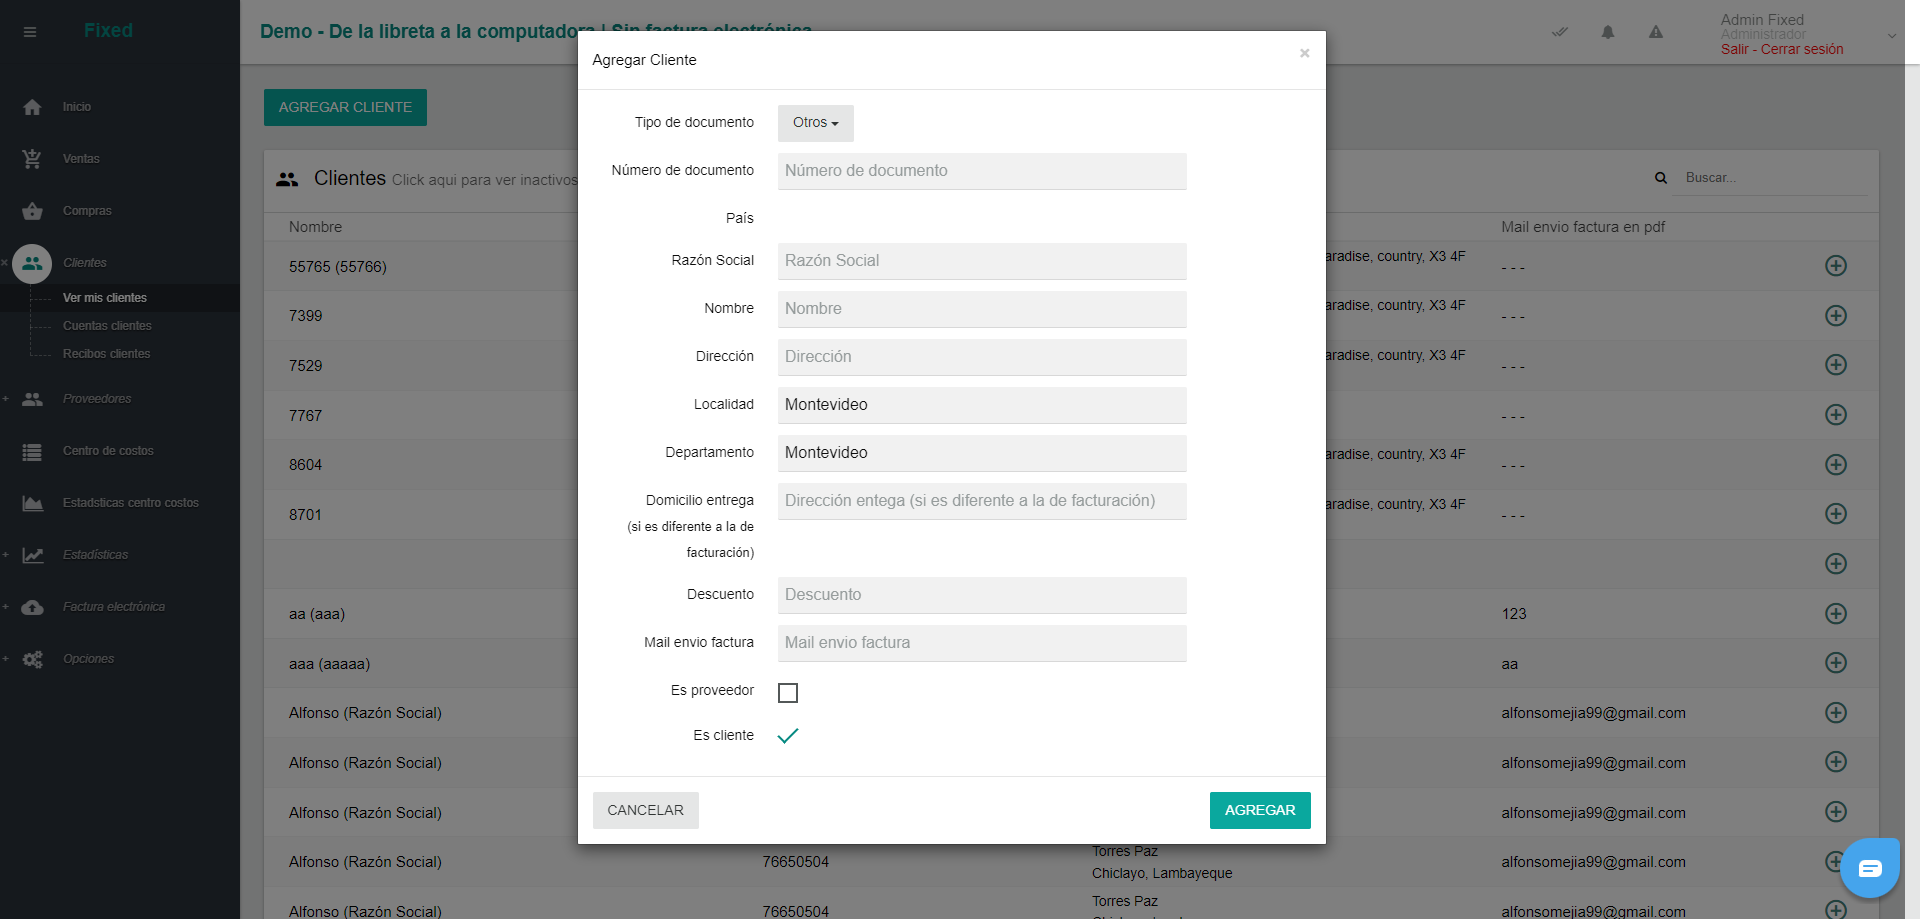 Fixed
Demo - De la libreta a la computadora | Sin factura electrónica
Admin Fixed
Administrador
Salir - Cerrar sesión
Inicio
Ventas
Compras
Clientes
Ver mis clientes
Cuentas clientes
Recibos clientes
Proveedores
Centro de costos
Estadsticas centro costos
Estadísticas
Factura electrónica
Opciones
AGREGAR CLIENTE
Clientes Click aqui para ver inactivos
Buscar...
Nombre
Mail envio factura en pdf
55765 (55766)
aradise, country, X3 4F
- - -
7399
aradise, country, X3 4F
- - -
7529
aradise, country, X3 4F
- - -
7767
- - -
8604
aradise, country, X3 4F
- - -
8701
aradise, country, X3 4F
- - -
aa (aaa)
123
aaa (aaaaa)
aa
Alfonso (Razón Social)
alfonsomejia99@gmail.com
Alfonso (Razón Social)
alfonsomejia99@gmail.com
Alfonso (Razón Social)
alfonsomejia99@gmail.com
Alfonso (Razón Social)
76650504
Torres Paz
Chiclayo, Lambayeque
alfonsomejia99@gmail.com
Alfonso (Razón Social)
76650504
Torres Paz
alfonsomejia99@gmail.com
Agregar Cliente
×
Tipo de documento
Otros
Número de documento
Número de documento
País
Razón Social
Razón Social
Nombre
Nombre
Dirección
Dirección
Localidad
Montevideo
Departamento
Montevideo
Domicilio entrega
(si es diferente a la de
facturación)
Dirección entega (si es diferente a la de facturación)
Descuento
Descuento
Mail envio factura
Mail envio factura
Es proveedor
Es cliente
CANCELAR
AGREGAR